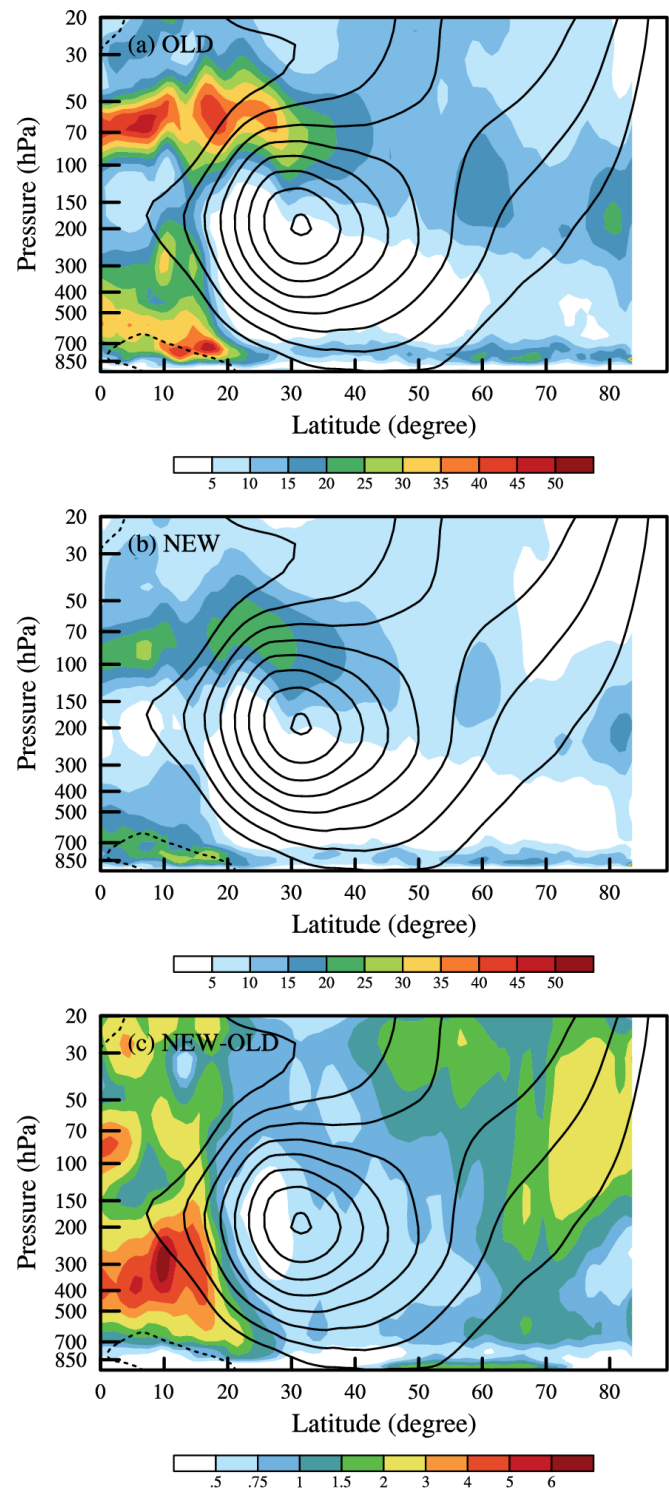 20
(a) OLD
30
50
70
100
150
200
300
400
500
700
850
Pressure (hPa)
0 10 20 30 40 50 60 70 80
Latitude (degree)
5 10 15 20 25 30 35 40 45 50
20
(b) NEW
30
50
70
100
150
200
300
400
500
700
850
Pressure (hPa)
0 10 20 30 40 50 60 70 80
Latitude (degree)
5 10 15 20 25 30 35 40 45 50
20
(c) NEW-OLD
30
50
70
100
150
200
300
400
500
700
850
Pressure (hPa)
0 10 20 30 40 50 60 70 80
Latitude (degree)
.5 .75 1 1.5 2 3 4 5 6